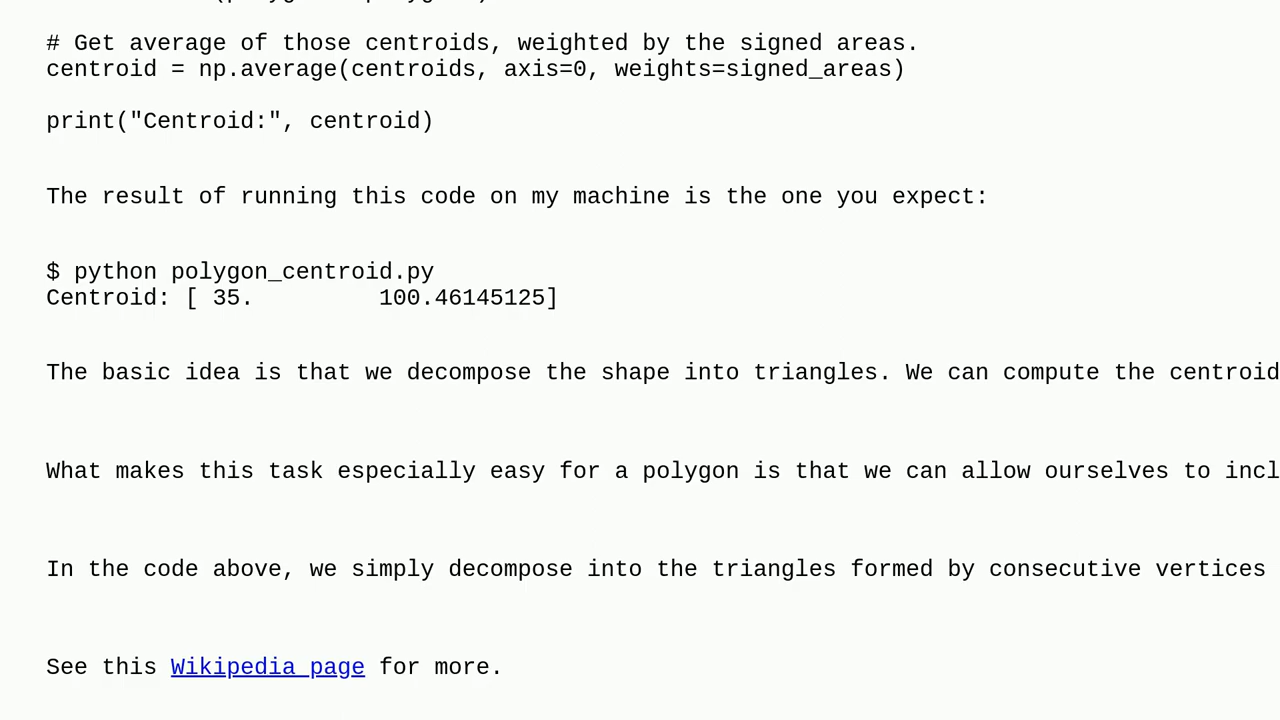 # Get average of those centroids, weighted by the signed areas.
centroid = np.average(centroids, axis=0, weights=signed_areas)
print("Centroid:", centroid)
The result of running this code on my machine is the one you expect:
$ python polygon_centroid.py
Centroid: [ 35.         100.46145125]
The basic idea is that we decompose the shape into triangles. We can compute the centroid
What makes this task especially easy for a polygon is that we can allow ourselves to incl
In the code above, we simply decompose into the triangles formed by consecutive vertices
See this Wikipedia page for more.